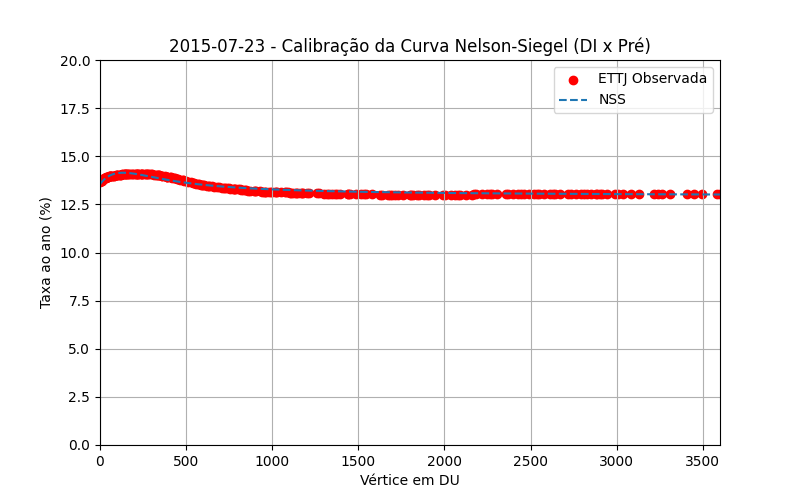 2015-07-23 - Calibração da Curva Nelson-Siegel (DI x Pré)
ETTJ Observada
NSS
20.0
17.5
15.0
12.5
10.0
7.5
5.0
2.5
0.0
Taxa ao ano (%)
0 500 1000 1500 2000 2500 3000 3500
Vértice em DU